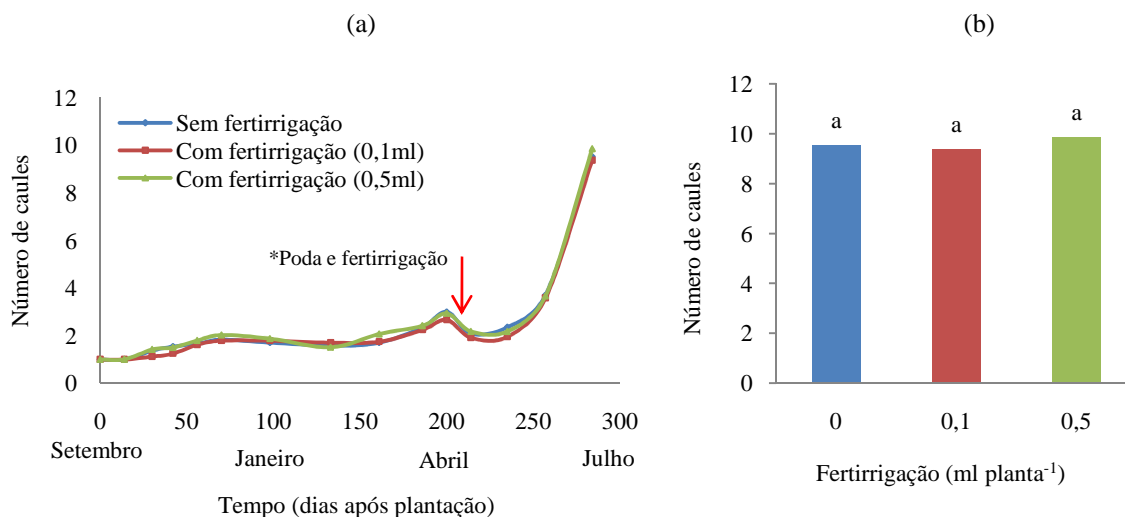 (a)
12
10
8
6
4
2
0
Número de caules
Sem fertirrigação
Com fertirrigação (0,1ml)
Com fertirrigação (0,5ml)
*Poda e fertirrigação
0 50 100 150 200 250 300
Setembro Janeiro Abril Julho
Tempo (dias após plantação)
(b)
12
10
8
6
4
2
0
Número de caules
a a a
0 0,1 0,5
Fertirrigação (ml planta⁻¹)